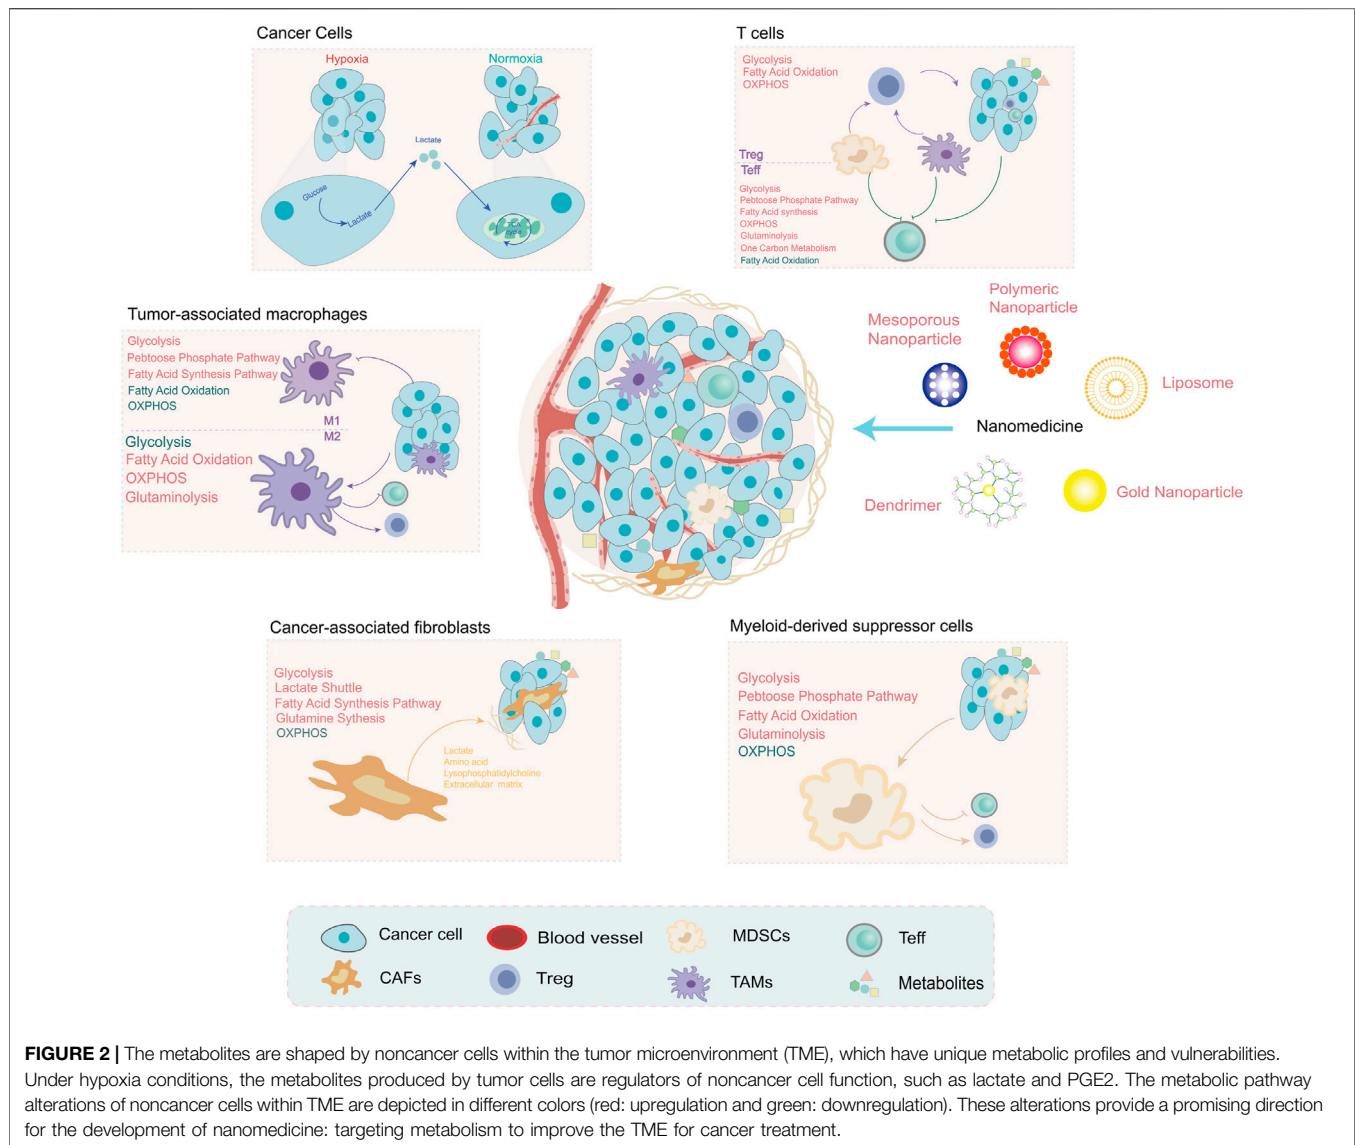 Cancer Cells
Hypoxia
Normoxia
Lactate
Glucose
Lactate
TCA
cycle
T cells
Glycolysis
Fatty Acid Oxidation
OXPHOS
Treg
Teff
Glycolysis
Pebtoose Phosphate Pathway
Fatty Acid synthesis
OXPHOS
Glutaminolysis
One Carbon Metabolism
Fatty Acid Oxidation
Tumor-associated macrophages
Glycolysis
Pebtoose Phosphate Pathway
Fatty Acid Synthesis Pathway
Fatty Acid Oxidation
OXPHOS
M1
M2
Glycolysis
Fatty Acid Oxidation
OXPHOS
Glutaminolysis
Polymeric
Nanoparticle
Mesoporous
Nanoparticle
Liposome
Nanomedicine
Dendrimer
Gold Nanoparticle
Cancer-associated fibroblasts
Glycolysis
Lactate Shuttle
Fatty Acid Synthesis Pathway
Glutamine Sythesis
OXPHOS
Lactate
Amino acid
Lysophosphatidylcholine
Extracellular matrix
Myeloid-derived suppressor cells
Glycolysis
Pebtoose Phosphate Pathway
Fatty Acid Oxidation
Glutaminolysis
OXPHOS
Cancer cell
Blood vessel
MDSCs
Teff
CAFs
Treg
TAMs
Metabolites
FIGURE 2 | The metabolites are shaped by noncancer cells within the tumor microenvironment (TME), which have unique metabolic profiles and vulnerabilities.
Under hypoxia conditions, the metabolites produced by tumor cells are regulators of noncancer cell function, such as lactate and PGE2. The metabolic pathway
alterations of noncancer cells within TME are depicted in different colors (red: upregulation and green: downregulation). These alterations provide a promising direction
for the development of nanomedicine: targeting metabolism to improve the TME for cancer treatment.